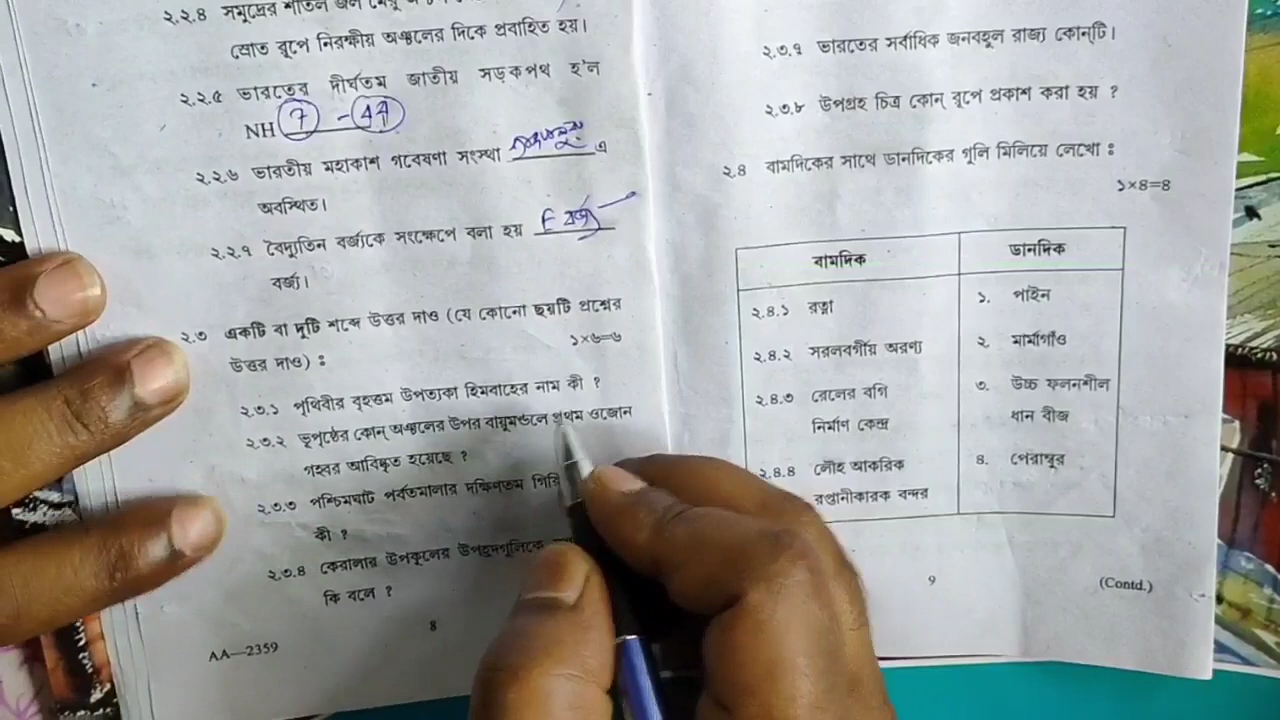 ২.২.৪ সমুদ্রের শীতল জল
স্রোত রূপে নিরক্ষীয় অঞ্চলের দিকে প্রবাহিত হয়।
২.২.৫ ভারতের দীর্ঘতম জাতীয় সড়কপথ হ'ল
NH 7 - 44
২.২.৬ ভারতীয় মহাকাশ গবেষণা সংস্থা এ
অবস্থিত।
২.২.৭ বৈদ্যুতিন বর্জ্যকে সংক্ষেপে বলা হয় E বর্জ্য
বর্জ্য।
২.৩ একটি বা দুটি শব্দে উত্তর দাও (যে কোনো ছয়টি প্রশ্নের
উত্তর দাও) : ১×৬=৬
২.৩.১ পৃথিবীর বৃহত্তম উপত্যকা হিমবাহের নাম কী ?
২.৩.২ ভূপৃষ্ঠের কোন্ অঞ্চলের উপর বায়ুমণ্ডলে প্রথম ওজোন
গহ্বর আবিষ্কৃত হয়েছে ?
২.৩.৩ পশ্চিমঘাট পর্বতমালার দক্ষিণতম গিরি
কী ?
২.৩.৪ কেরালার উপকূলের উপহ্রদগুলিকে
কি বলে ?
8
AA—2359
২.৩.৭ ভারতের সর্বাধিক জনবহুল রাজ্য কোন্‌টি।
২.৩.৮ উপগ্রহ চিত্র কোন্ রূপে প্রকাশ করা হয় ?
২.৪ বামদিকের সাথে ডানদিকের গুলি মিলিয়ে লেখো :
১×৪=৪
বামদিক ডানদিক
২.৪.১ রত্না ১. পাইন
২.৪.২ সরলবর্গীয় অরণ্য ২. মার্মাগাঁও
২.৪.৩ রেলের বগি ৩. উচ্চ ফলনশীল
নির্মাণ কেন্দ্র ধান বীজ
২.৪.৪ লৌহ আকরিক ৪. পেরাম্বুর
রপ্তানীকারক বন্দর
9
(Contd.)